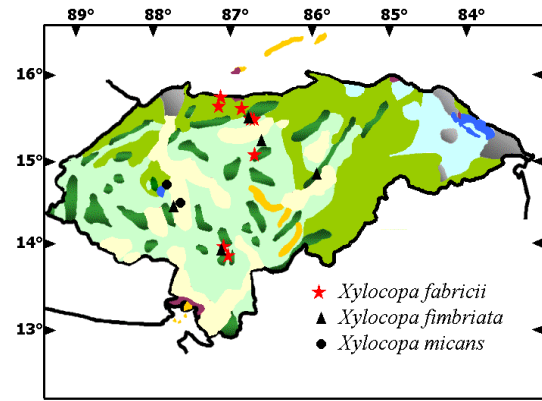 89° 88° 87° 86° 85° 84°
16°
15°
14°
13°
Xylocopa fabricii
Xylocopa fimbriata
Xylocopa micans